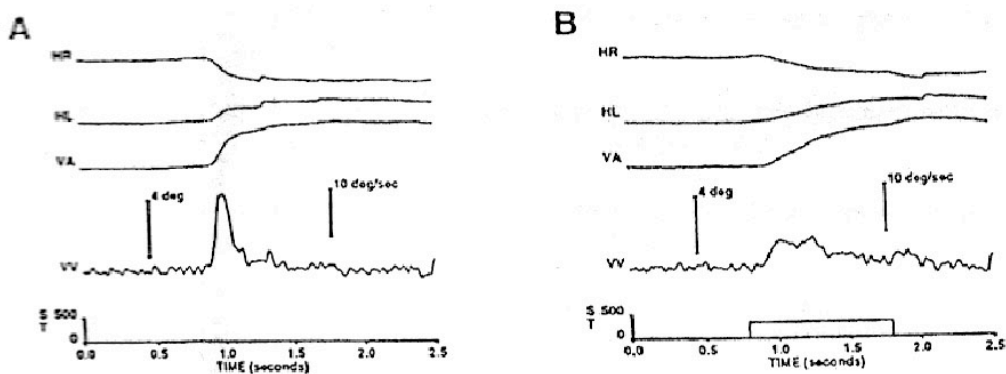 A
HR
HL
VA
4 deg
10 deg/sec
VV
S 500
T 0
0.0 0.5 1.0 1.5 2.0 2.5
TIME (seconds)
B
HR
HL
VA
4 deg
10 deg/sec
VV
S 500
T 0
0.0 0.5 1.0 1.5 2.0 2.5
TIME (seconds)